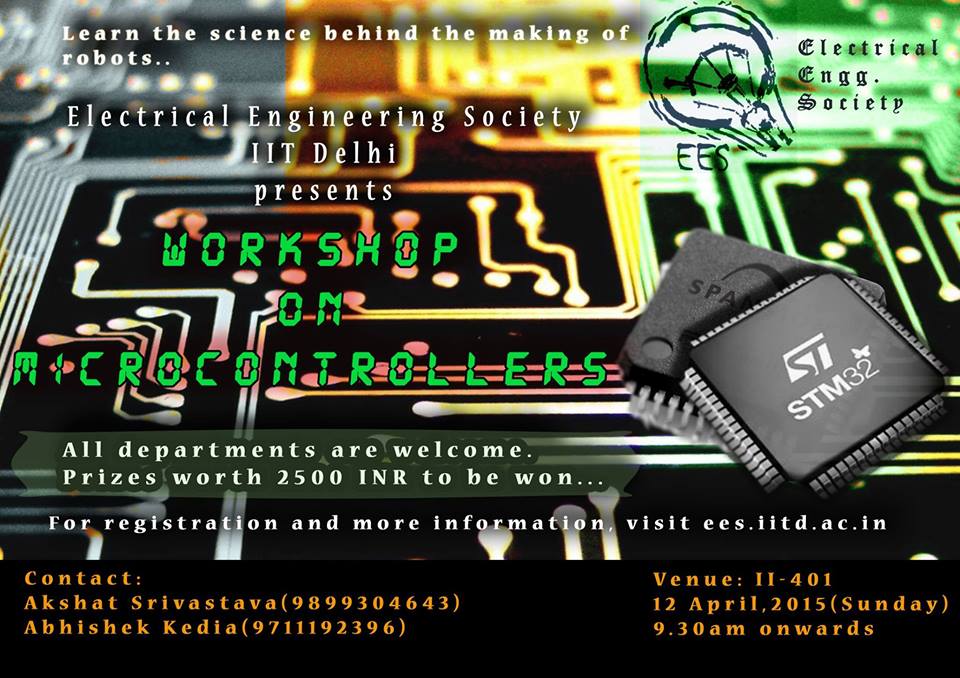 Learn the science behind the making of
robots..
Electrical
Engg.
Society
EES
Electrical Engineering Society
IIT Delhi
presents
WORKSHOP
ON
MICROCONTROLLERS
ST
STM32
All departments are welcome.
Prizes worth 2500 INR to be won...
For registration and more information, visit ees.iitd.ac.in
Contact:
Akshat Srivastava(9899304643)
Abhishek Kedia(9711192396)
Venue: II-401
12 April,2015(Sunday)
9.30am onwards